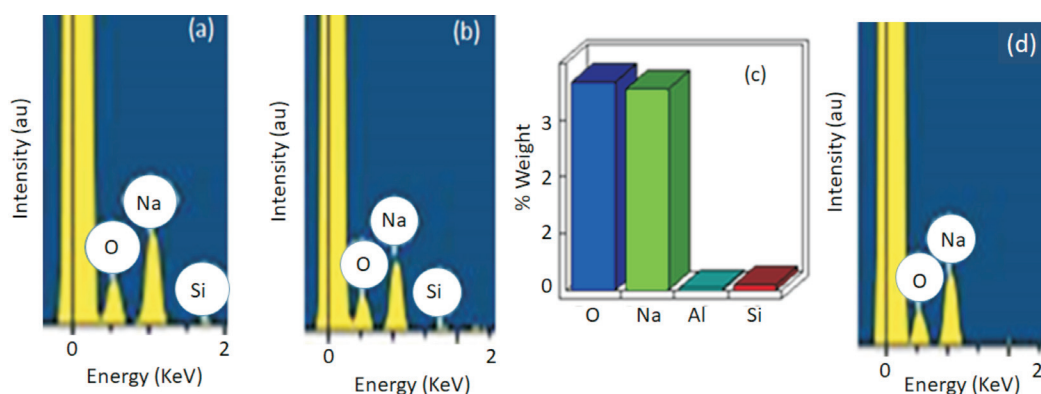 (a)
Intensity (au)
Na
O
Si
0 2
Energy (KeV)
(b)
Intensity (au)
Na
O
Si
0 2
Energy (KeV)
(c)
% Weight
3
2
2
0
O Na Al Si
(d)
Intensity (au)
Na
O
0 2
Energy (KeV)